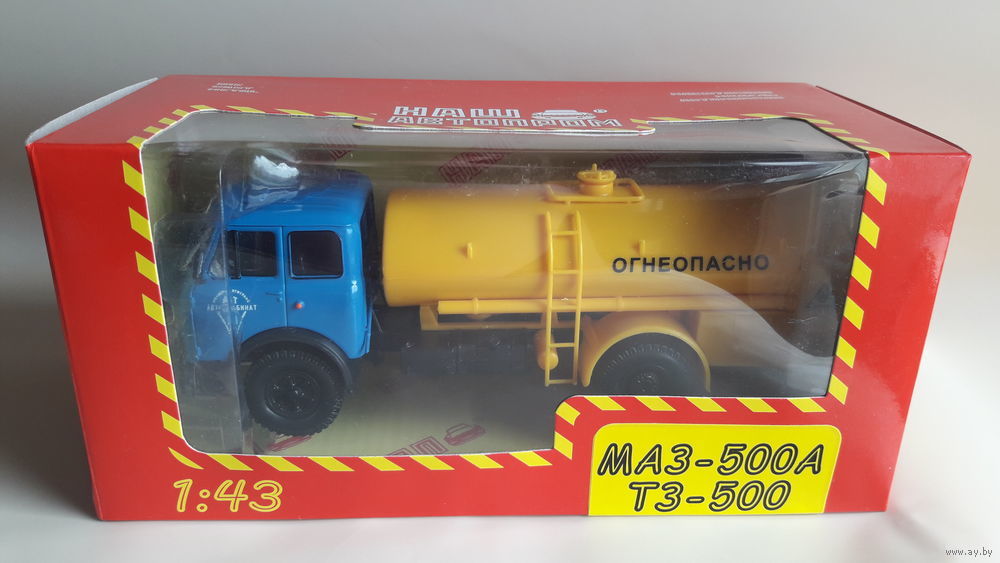 НАШ
АВТОПРОМ
ОГНЕОПАСНО
АВТОКОМБИНАТ
1:43
МАЗ-500А
ТЗ-500
www.ay.by